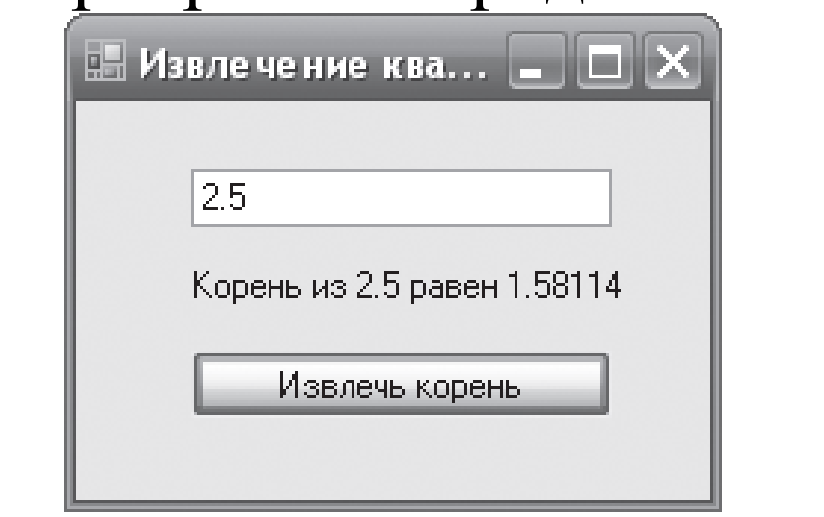 Извлечение ква...
2.5
Корень из 2.5 равен 1.58114
Извлечь корень